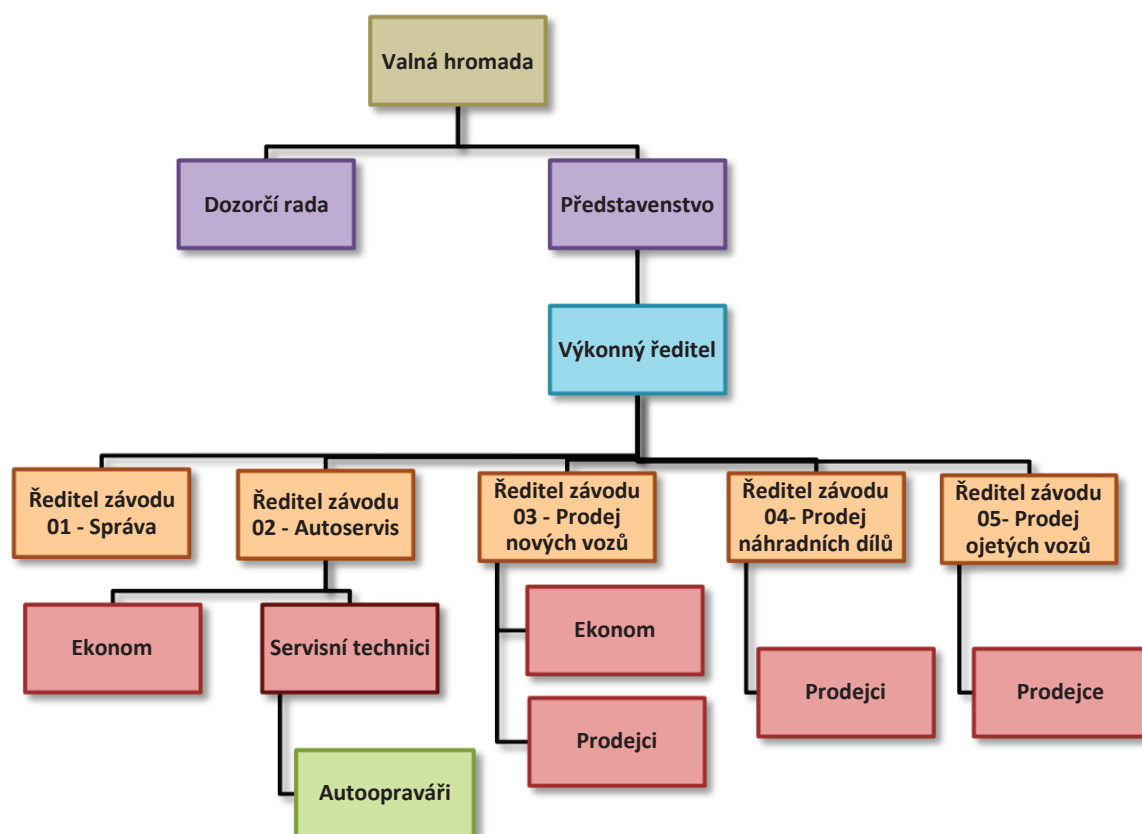 Valná hromada
Dozorčí rada
Představenstvo
Výkonný ředitel
Ředitel závodu
01 - Správa
Ředitel závodu
02 - Autoservis
Ředitel závodu
03 - Prodej
nových vozů
Ředitel závodu
04- Prodej
náhradních dílů
Ředitel závodu
05- Prodej
ojetých vozů
Ekonom
Servisní technici
Autoopraváři
Ekonom
Prodejci
Prodejci
Prodejce